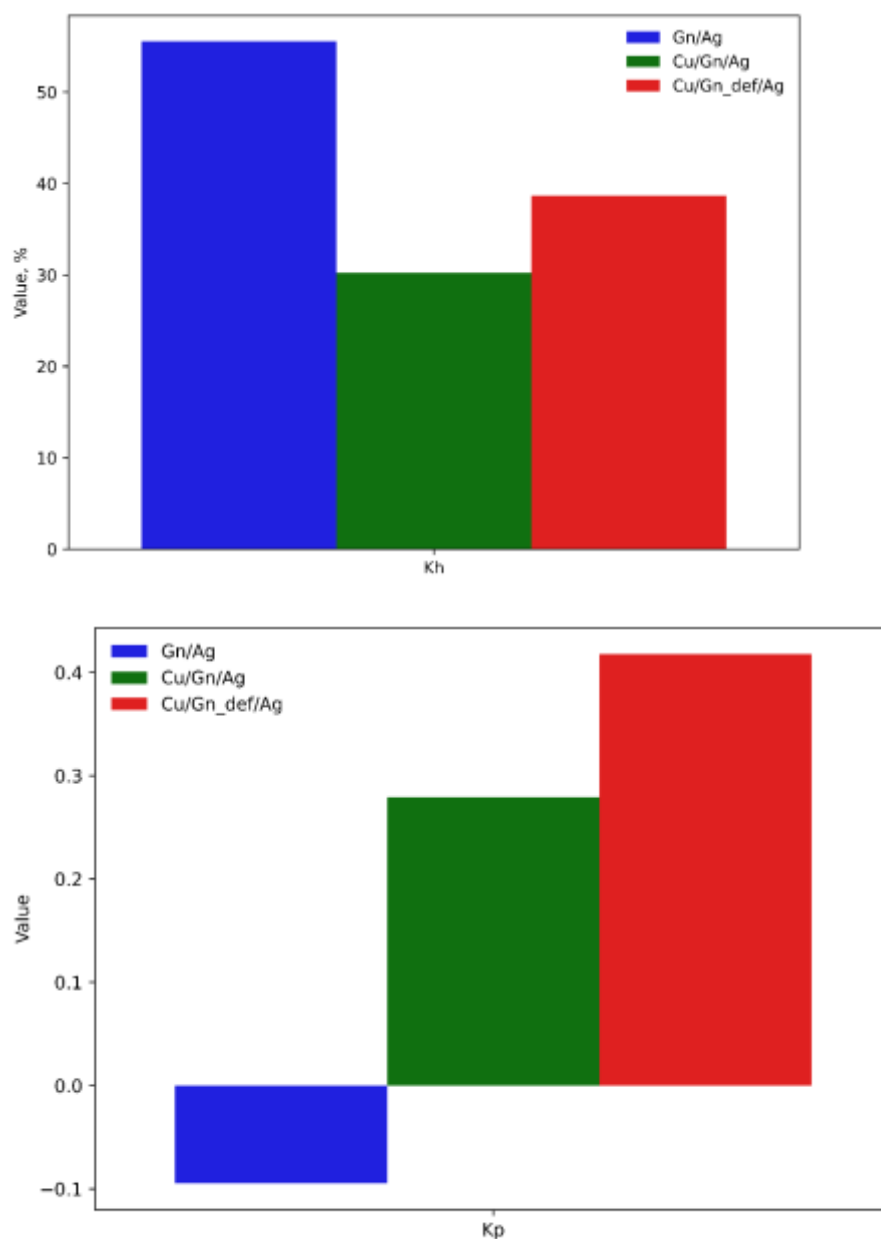 Gn/Ag
Cu/Gn/Ag
Cu/Gn_def/Ag
50
40
30
20
10
0
Value, %
Kh
Gn/Ag
Cu/Gn/Ag
Cu/Gn_def/Ag
0.4
0.3
0.2
0.1
0.0
−0.1
Value
Kp